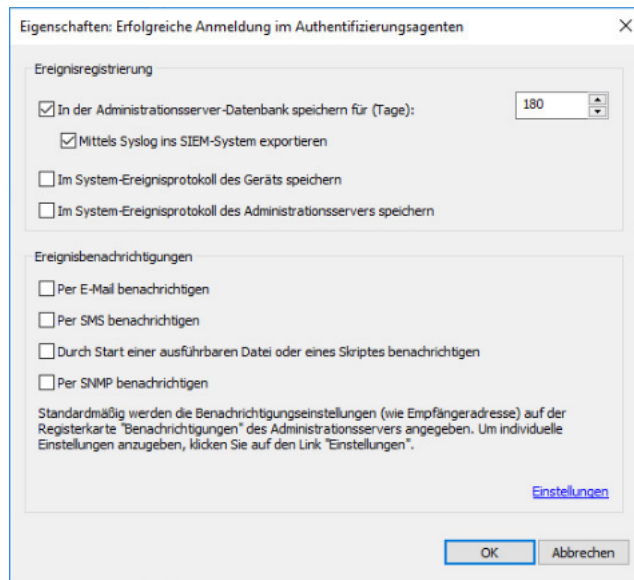 Eigenschaften: Erfolgreiche Anmeldung im Authentifizierungsagenten
Ereignisregistrierung
In der Administrationsserver-Datenbank speichern für (Tage):
180
Mittels Syslog ins SIEM-System exportieren
Im System-Ereignisprotokoll des Geräts speichern
Im System-Ereignisprotokoll des Administrationsservers speichern
Ereignisbenachrichtigungen
Per E-Mail benachrichtigen
Per SMS benachrichtigen
Durch Start einer ausführbaren Datei oder eines Skriptes benachrichtigen
Per SNMP benachrichtigen
Standardmäßig werden die Benachrichtigungseinstellungen (wie Empfängeradresse) auf der
Registerkarte "Benachrichtigungen" des Administrationsservers angegeben. Um individuelle
Einstellungen anzugeben, klicken Sie auf den Link "Einstellungen".
Einstellungen
OK
Abbrechen